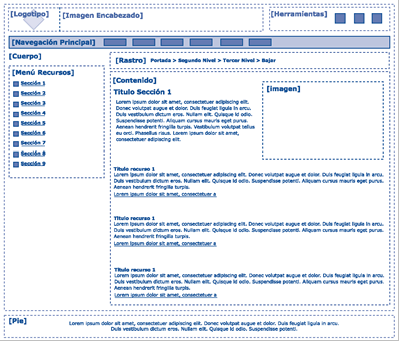 [Logotipo]
[Imagen Encabezado]
[Herramientas]
[Navegación Principal]
[Cuerpo]
[Rastro] Portada > Segundo Nivel > Tercer Nivel > Bajar
[Menú Recursos]
Sección 1
Sección 2
Sección 3
Sección 4
Sección 5
Sección 6
Sección 7
Sección 8
Sección 9
[Contenido]
Titulo Sección 1
Lorem ipsum dolor sit amet, consectetuer adipiscing elit.
Donec volutpat augue et dolor. Duis feugiat ligula in
arcu. Duis vestibulum dictum eros. Nullam elit. Quisque id odio.
Suspendisse potenti. Aliquam cursus mauris eget purus.
Aenean hendrerit fringilla turpis. Vestibulum volutpat tellus
eu orci. Phasellus risus. Lorem ipsum dolor sit amet,
consectetuer adipiscing elit.
[imagen]
Titulo recurso 1
Lorem ipsum dolor sit amet, consectetuer adipiscing elit. Donec volutpat augue et dolor. Duis feugiat ligula in arcu.
Duis vestibulum dictum eros. Nullam elit. Quisque id odio. Suspendisse potenti. Aliquam cursus mauris eget purus.
Aenean hendrerit fringilla turpis.
Lorem ipsum dolor sit amet, consectetuer a
Titulo recurso 1
Lorem ipsum dolor sit amet, consectetuer adipiscing elit. Donec volutpat augue et dolor. Duis feugiat ligula in arcu.
Duis vestibulum dictum eros. Nullam elit. Quisque id odio. Suspendisse potenti. Aliquam cursus mauris eget purus.
Aenean hendrerit fringilla turpis.
Lorem ipsum dolor sit amet, consectetuer a
Titulo recurso 1
Lorem ipsum dolor sit amet, consectetuer adipiscing elit. Donec volutpat augue et dolor. Duis feugiat ligula in arcu.
Duis vestibulum dictum eros. Nullam elit. Quisque id odio. Suspendisse potenti. Aliquam cursus mauris eget purus.
Aenean hendrerit fringilla turpis.
Lorem ipsum dolor sit amet, consectetuer a
[Pie]
Lorem ipsum dolor sit amet, consectetuer adipiscing elit. Donec volutpat augue et dolor. Duis feugiat ligula in arcu.
Duis vestibulum dictum eros. Nullam elit. Quisque id odio. Suspendisse potenti.